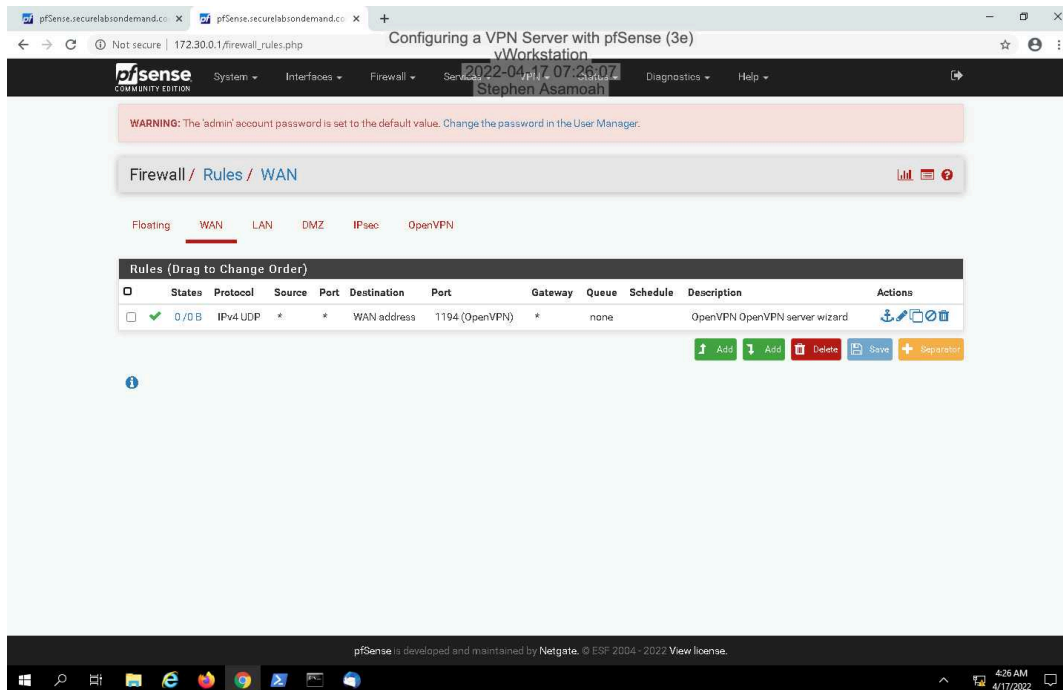 pfSense.securelabsondemand.co
pfSense.securelabsondemand.co
Not secure | 172.30.0.1/firewall_rules.php
Configuring a VPN Server with pfSense (3e)
vWorkstation
2022-04-17 07:26:07
Stephen Asamoah
pfsense System Interfaces Firewall Services VPN Status Diagnostics Help
COMMUNITY EDITION
WARNING: The 'admin' account password is set to the default value. Change the password in the User Manager.
Firewall / Rules / WAN
Floating WAN LAN DMZ IPsec OpenVPN
Rules (Drag to Change Order)
States Protocol Source Port Destination Port Gateway Queue Schedule Description Actions
0 /0 B IPv4 UDP * * WAN address 1194 (OpenVPN) * none OpenVPN OpenVPN server wizard
Add Add Delete Save Separator
pfSense is developed and maintained by Netgate. © ESF 2004 - 2022 View license.
4:26 AM
4/17/2022